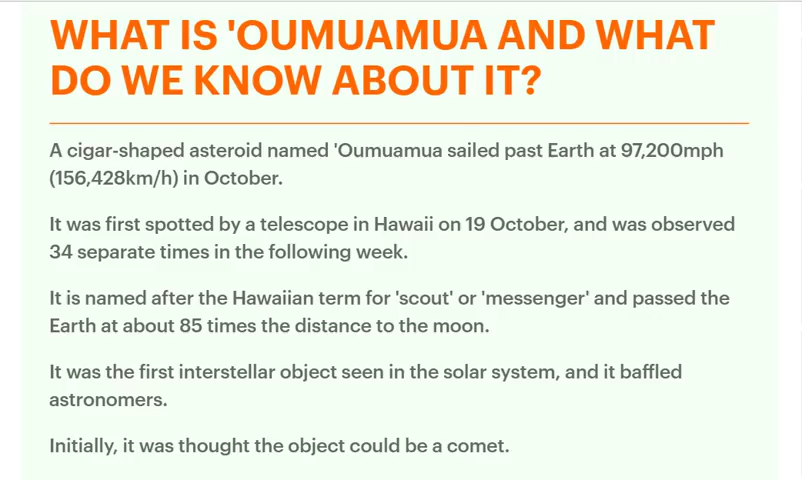 WHAT IS 'OUMUAMUA AND WHAT
DO WE KNOW ABOUT IT?
A cigar-shaped asteroid named 'Oumuamua sailed past Earth at 97,200mph
(156,428km/h) in October.
It was first spotted by a telescope in Hawaii on 19 October, and was observed
34 separate times in the following week.
It is named after the Hawaiian term for 'scout' or 'messenger' and passed the
Earth at about 85 times the distance to the moon.
It was the first interstellar object seen in the solar system, and it baffled
astronomers.
Initially, it was thought the object could be a comet.